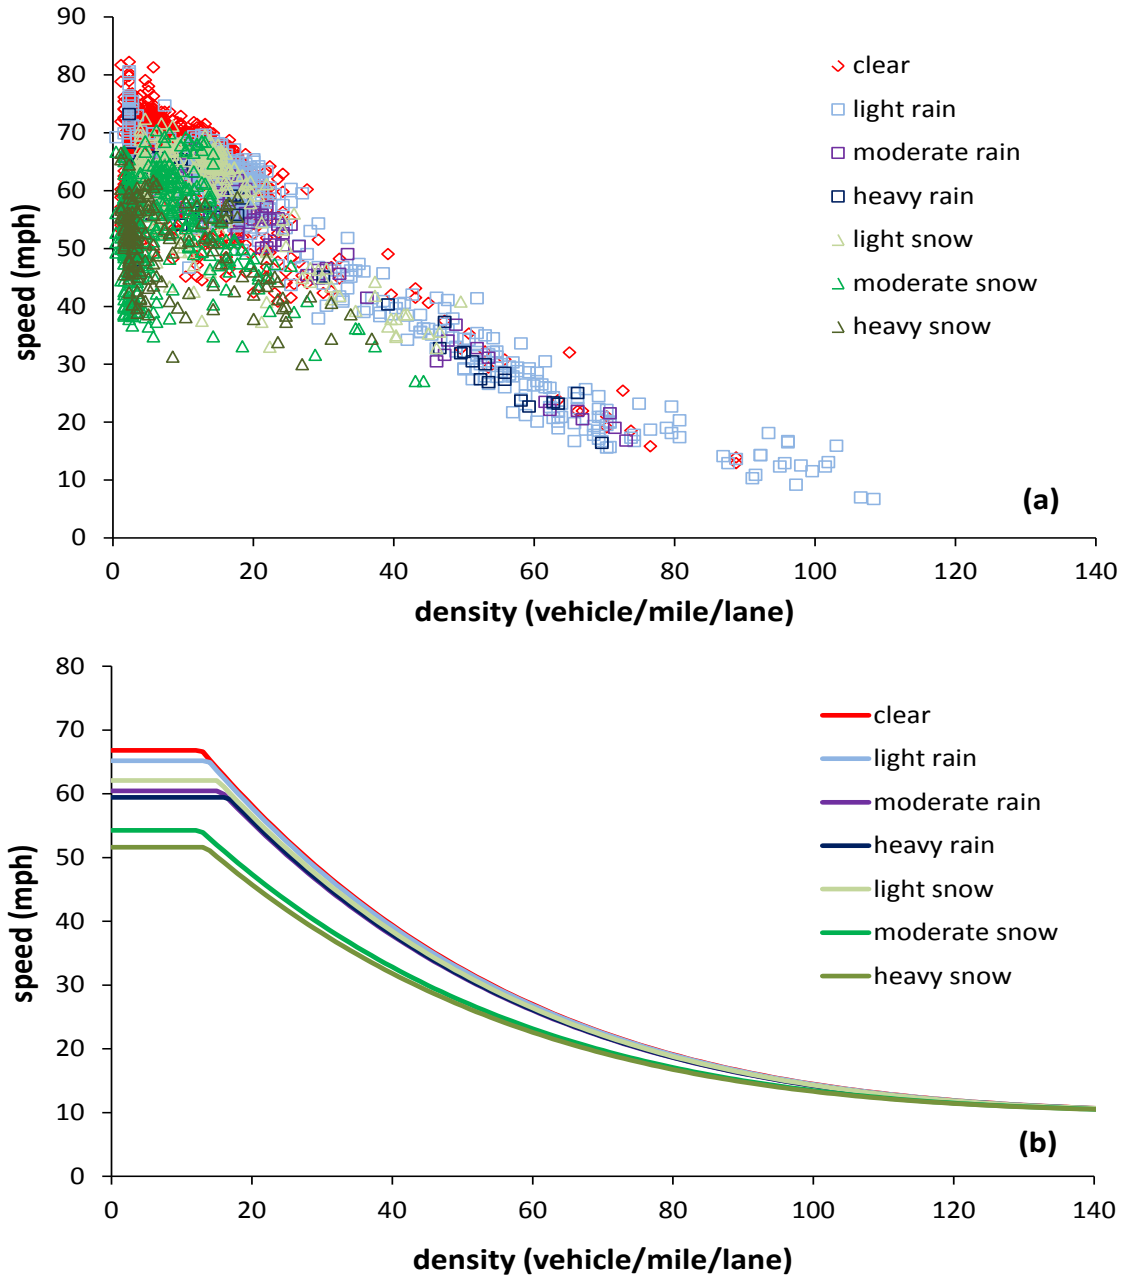 90
80
70
60
50
40
30
20
10
0
speed (mph)
clear
light rain
moderate rain
heavy rain
light snow
moderate snow
heavy snow
(a)
0 20 40 60 80 100 120 140
density (vehicle/mile/lane)
80
70
60
50
40
30
20
10
0
speed (mph)
clear
light rain
moderate rain
heavy rain
light snow
moderate snow
heavy snow
(b)
0 20 40 60 80 100 120 140
density (vehicle/mile/lane)